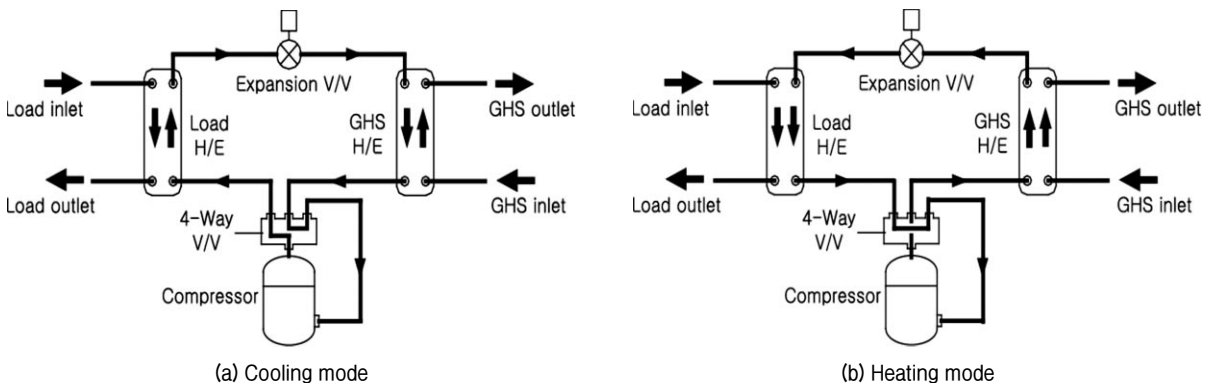 Expansion V/V
Load inlet
GHS outlet
Load
H/E
GHS
H/E
Load outlet
GHS inlet
4-Way
V/V
Compressor
(a) Cooling mode
Expansion V/V
Load inlet
GHS outlet
Load
H/E
GHS
H/E
Load outlet
GHS inlet
4-Way
V/V
Compressor
(b) Heating mode